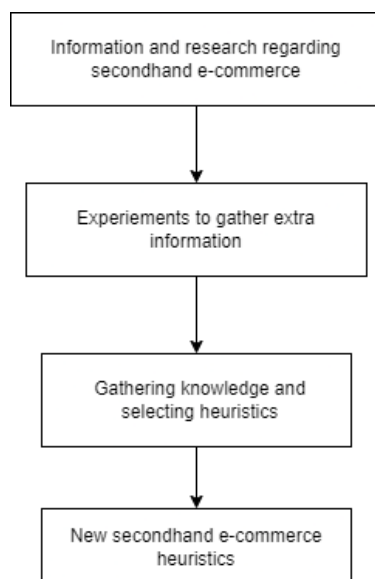 Information and research regarding
secondhand e-commerce
Experiements to gather extra
information
Gathering knowledge and
selecting heuristics
New secondhand e-commerce
heuristics